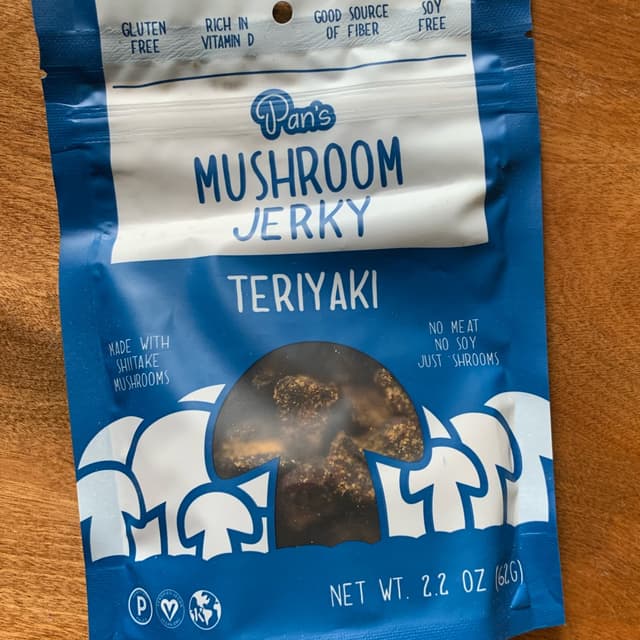 GLUTEN FREE
RICH IN VITAMIN D
GOOD SOURCE OF FIBER
SOY FREE
Pan's
MUSHROOM
JERKY
TERIYAKI
MADE WITH
SHIITAKE
MUSHROOMS
NO MEAT
NO SOY
JUST 'SHROOMS
P
V
K
NET WT. 2.2 OZ (62G)